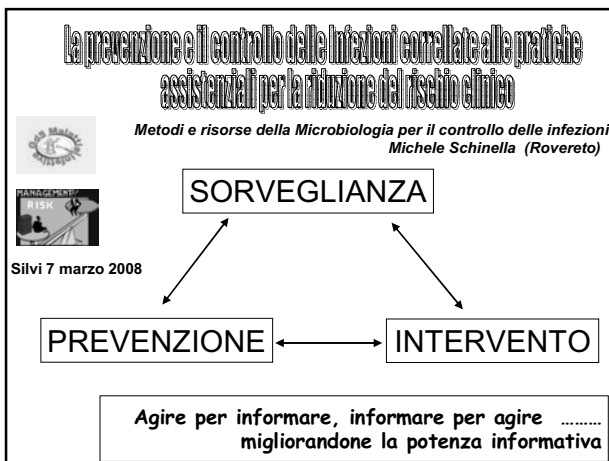 La prevenzione e il controllo delle Infezioni correlate alle pratiche
assistenziali per la riduzione del rischio clinico
Metodi e risorse della Microbiologia per il controllo delle infezioni
Michele Schinella (Rovereto)
MANAGEMENT
RISK
Silvi 7 marzo 2008
SORVEGLIANZA
PREVENZIONE
INTERVENTO
Agire per informare, informare per agire ………
migliorandone la potenza informativa